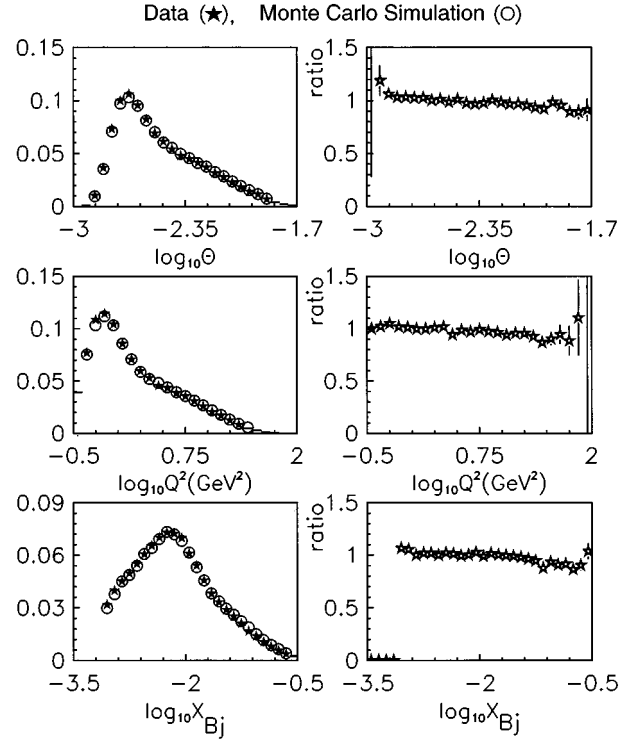 Data (★), Monte Carlo Simulation (○)
0.15
0.1
0.05
0
-3 -2.35 -1.7
log₁₀Θ
ratio
1.5
1
0.5
0
-3 -2.35 -1.7
log₁₀Θ
0.15
0.1
0.05
0
-0.5 0.75 2
log₁₀Q²(GeV²)
ratio
1.5
1
0.5
0
-0.5 0.75 2
log₁₀Q²(GeV²)
0.09
0.06
0.03
0
-3.5 -2 -0.5
log₁₀X_Bj
ratio
1.5
1
0.5
0
-3.5 -2 -0.5
log₁₀X_Bj